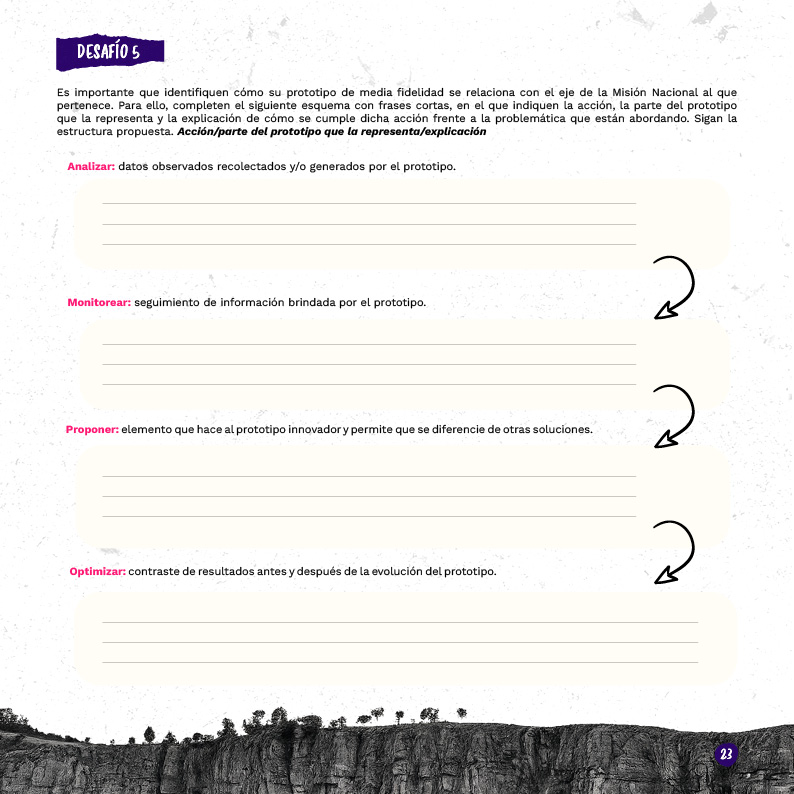 DESAFÍO 5
Es importante que identifiquen cómo su prototipo de media fidelidad se relaciona con el eje de la Misión Nacional al que
pertenece. Para ello, completen el siguiente esquema con frases cortas, en el que indiquen la acción, la parte del prototipo
que la representa y la explicación de cómo se cumple dicha acción frente a la problemática que están abordando. Sigan la
estructura propuesta. Acción/parte del prototipo que la representa/explicación
Analizar: datos observados recolectados y/o generados por el prototipo.
Monitorear: seguimiento de información brindada por el prototipo.
Proponer: elemento que hace al prototipo innovador y permite que se diferencie de otras soluciones.
Optimizar: contraste de resultados antes y después de la evolución del prototipo.
23